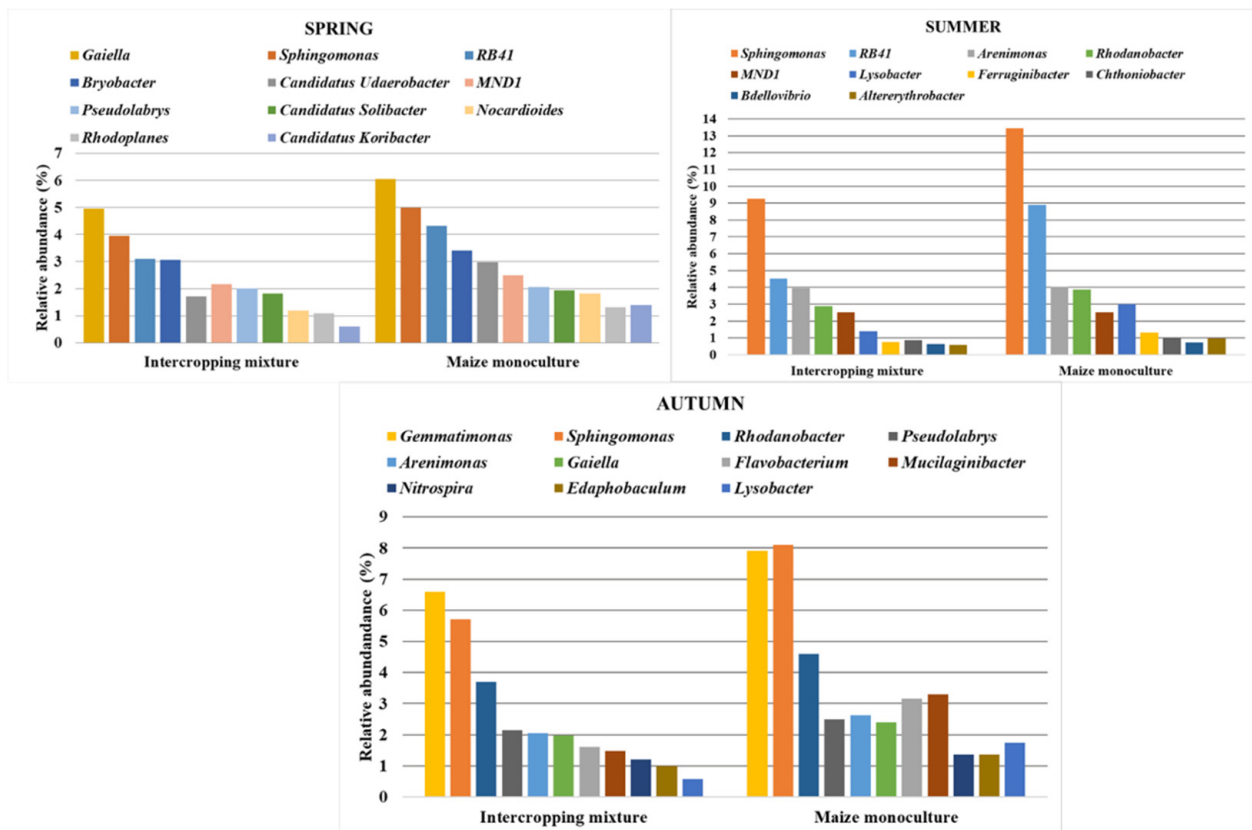 SPRING
Gaiella Sphingomonas RB41
Bryobacter Candidatus Udaerobacter MND1
Pseudolabrys Candidatus Solibacter Nocardioides
Rhodoplanes Candidatus Koribacter
Relative abundance (%)
7
6
5
4
3
2
1
0
Intercropping mixture Maize monoculture
SUMMER
Sphingomonas RB41 Arenimonas Rhodanobacter
MND1 Lysobacter Ferruginibacter Chthoniobacter
Bdellovibrio Altererythrobacter
Relative abundance (%)
14
13
12
11
10
9
8
7
6
5
4
3
2
1
0
Intercropping mixture Maize monoculture
AUTUMN
Gemmatimonas Sphingomonas Rhodanobacter Pseudolabrys
Arenimonas Gaiella Flavobacterium Mucilaginibacter
Nitrospira Edaphobaculum Lysobacter
Relative abundance (%)
9
8
7
6
5
4
3
2
1
0
Intercropping mixture Maize monoculture